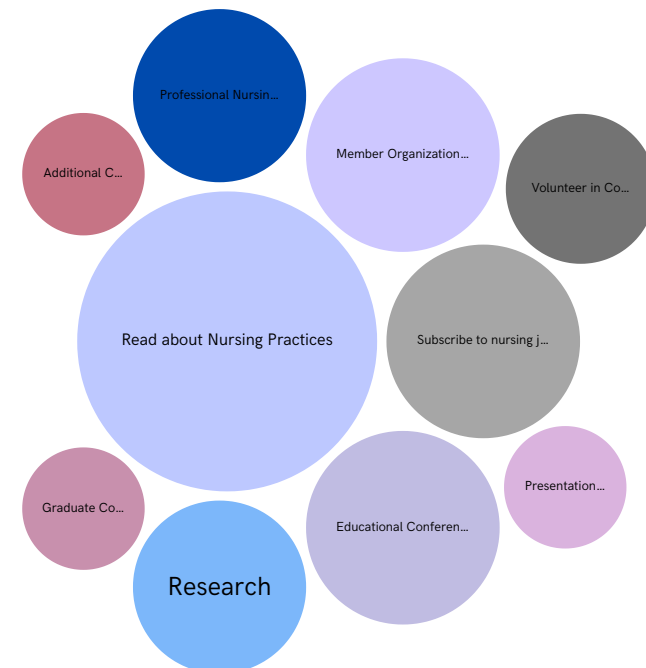 Professional Nursin...
Member Organization...
Additional C...
Volunteer in Co...
Read about Nursing Practices
Subscribe to nursing j...
Presentation...
Graduate Co...
Educational Conferen...
Research